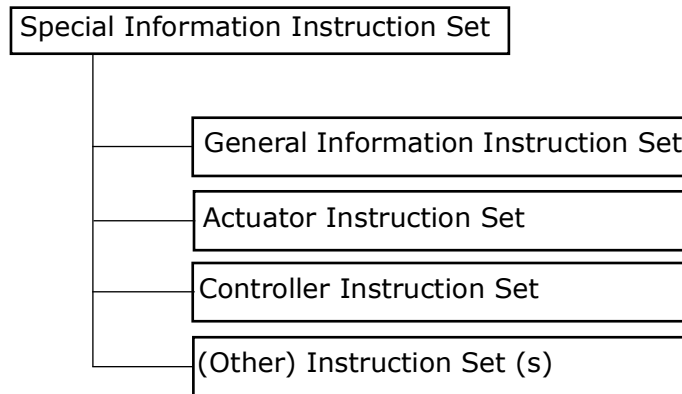 Special Information Instruction Set
General Information Instruction Set
Actuator Instruction Set
Controller Instruction Set
(Other) Instruction Set (s)